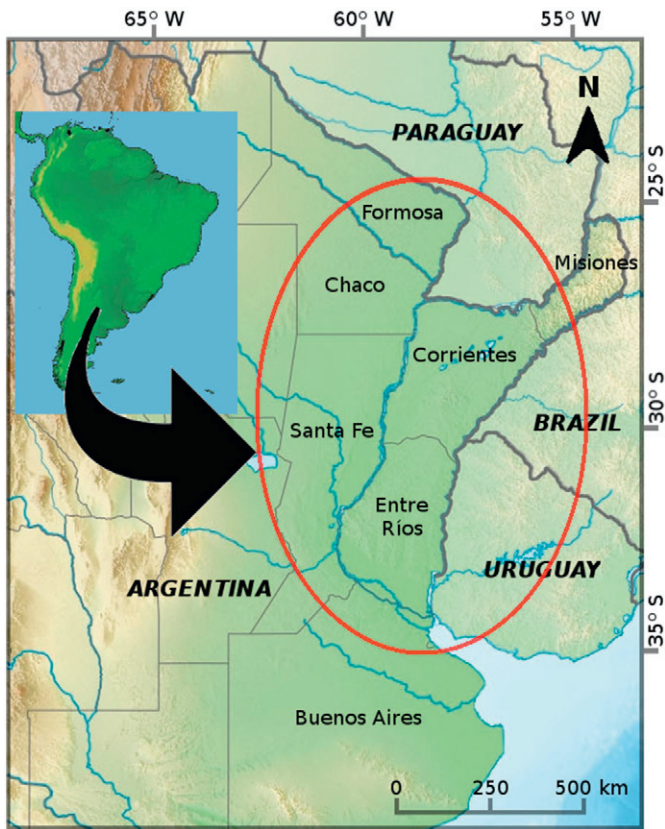 65° W
60° W
55° W
N
PARAGUAY
25° S
Formosa
Misiones
Chaco
Corrientes
30° S
BRAZIL
Santa Fe
Entre
Ríos
URUGUAY
ARGENTINA
35° S
Buenos Aires
0 250 500 km